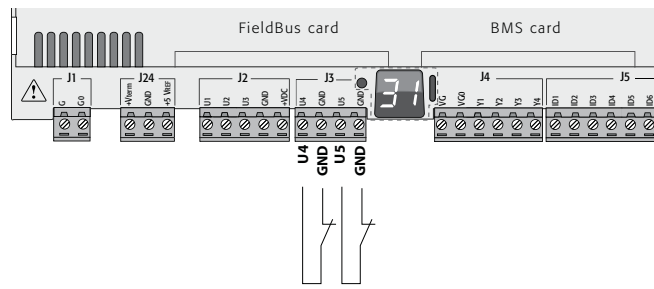 FieldBus card
BMS card
J1
J24
J2
J3
J4
J5
G
G0
+Vterm
GND
+5 VREF
U1
U2
U3
GND
+VDC
U4
GND
U5
GND
31
VG
VG0
Y1
Y2
Y3
Y4
ID1
ID2
ID3
ID4
ID5
ID6
U4
GND
U5
GND